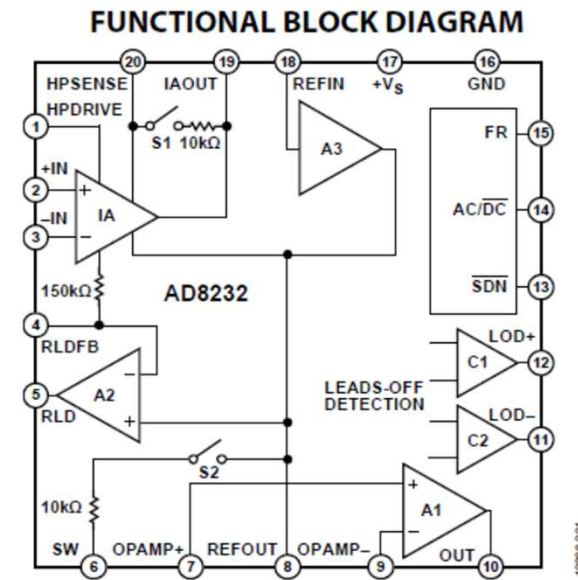 FUNCTIONAL BLOCK DIAGRAM
20 19 18 17 16
HPSENSE IAOUT REFIN +VS GND
HPDRIVE
1
S1 10kΩ
A3
FR 15
+IN
2
+
IA
–IN
3
–
AC/DC 14
150kΩ
AD8232
SDN 13
4
RLDFB
LOD+
C1 12
–
5 A2
RLD
+
LEADS-OFF
DETECTION
LOD–
C2 11
S2
10kΩ
+
A1
–
SW OPAMP+ REFOUT OPAMP– OUT
6 7 8 9 10